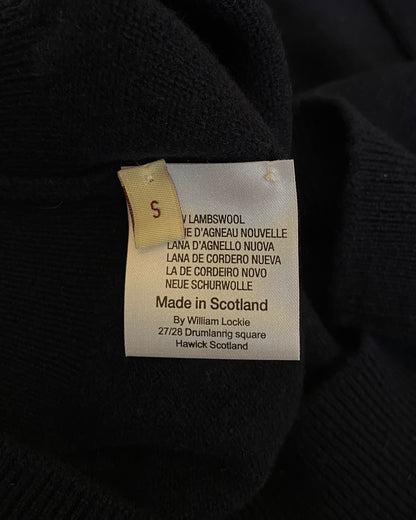 S
LAMBSWOOL
D'AGNEAU NOUVELLE
LANA D'AGNELLO NUOVA
LANA DE CORDERO NUEVA
LA DE CORDEIRO NOVO
NEUE SCHURWOLLE
Made in Scotland
By William Lockie
27/28 Drumlanrig square
Hawick Scotland